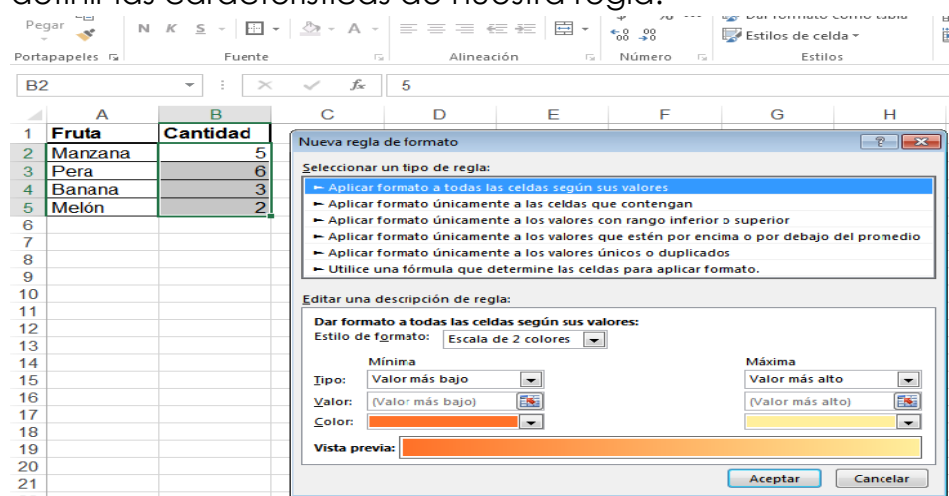 definir las características de nuestra regla.
Pegar N K S A Estilos de celda
Portapapeles Fuente Alineación Número Estilos
B2 fx 5
A B C D E F G H
1 Fruta Cantidad
2 Manzana 5
3 Pera 6
4 Banana 3
5 Melón 2
6
7
8
9
10
11
12
13
14
15
16
17
18
19
20
21
Nueva regla de formato
Seleccionar un tipo de regla:
► Aplicar formato a todas las celdas según sus valores
► Aplicar formato únicamente a las celdas que contengan
► Aplicar formato únicamente a los valores con rango inferior o superior
► Aplicar formato únicamente a los valores que estén por encima o por debajo del promedio
► Aplicar formato únicamente a los valores únicos o duplicados
► Utilice una fórmula que determine las celdas para aplicar formato.
Editar una descripción de regla:
Dar formato a todas las celdas según sus valores:
Estilo de formato: Escala de 2 colores
Mínima Máxima
Tipo: Valor más bajo Valor más alto
Valor: (Valor más bajo) (Valor más alto)
Color:
Vista previa:
Aceptar Cancelar